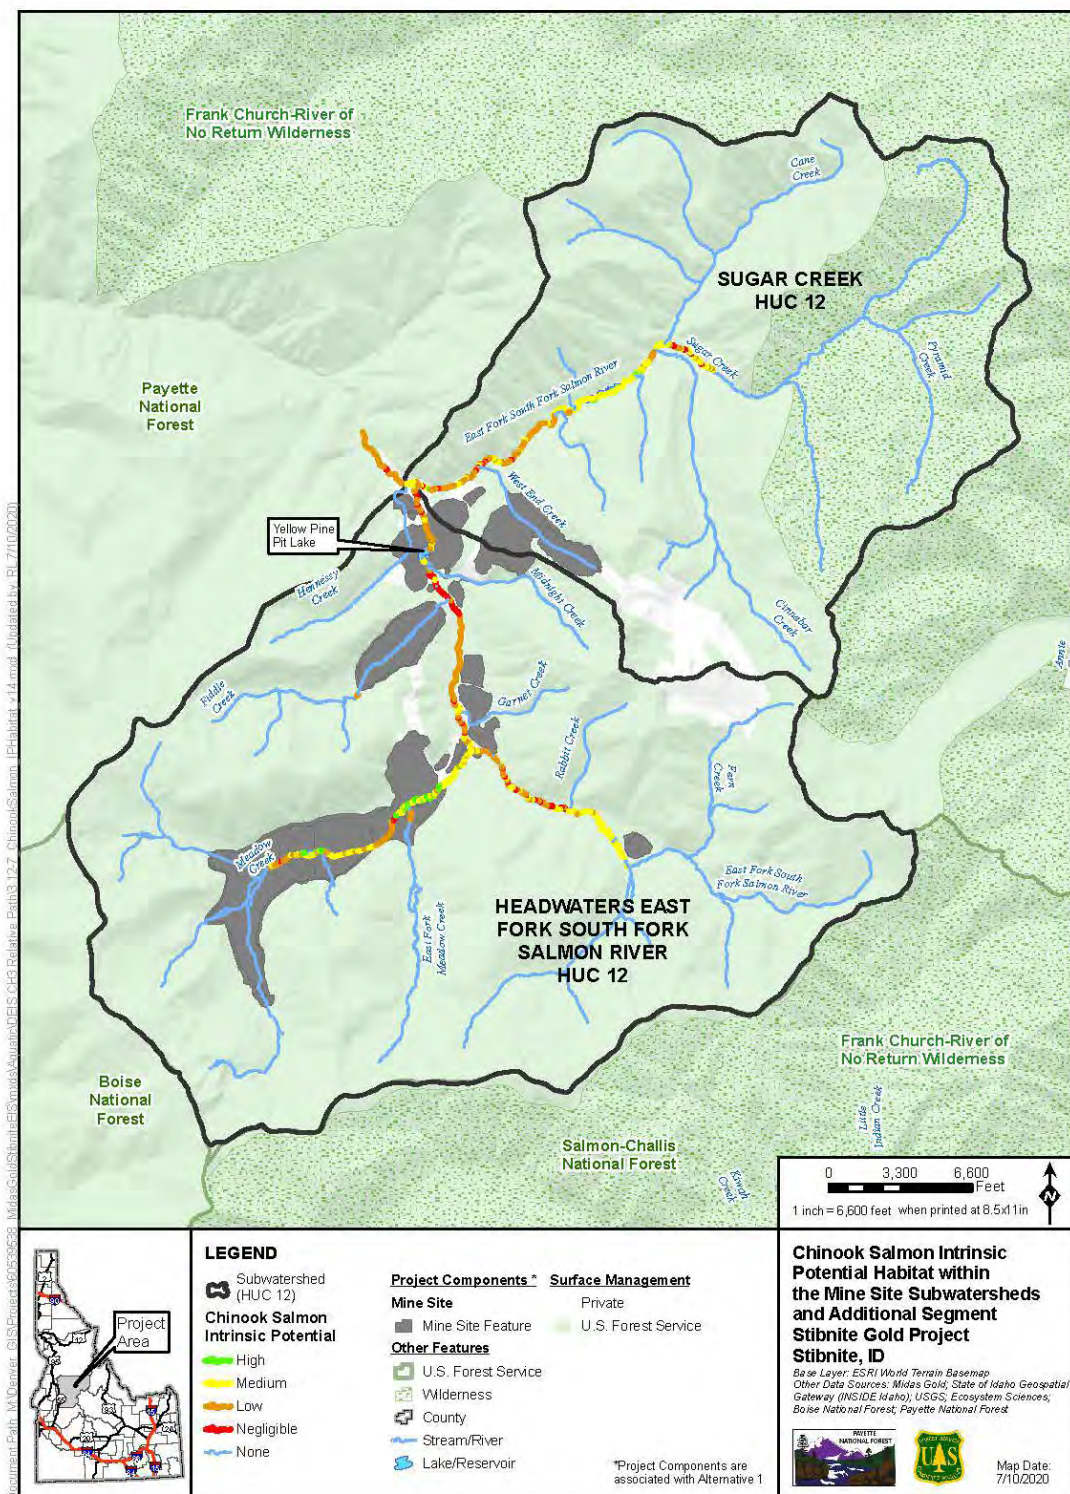 Frank Church-River of
No Return Wilderness
Cane
Creek
SUGAR CREEK
HUC 12
Pyramid
Creek
Sugar Creek
East Fork South Fork Salmon River
Payette
National
Forest
West End Creek
Yellow Pine
Pit Lake
Hennessy
Creek
Midnight Creek
Cinnabar
Creek
Annie
Fiddle
Creek
Garnet Creek
Rabbit Creek
Fern
Creek
Meadow
Creek
East Fork South
Fork Salmon River
East Fork
Meadow Creek
HEADWATERS EAST
FORK SOUTH FORK
SALMON RIVER
HUC 12
Frank Church-River of
No Return Wilderness
Boise
National
Forest
Little
Indian Creek
Salmon-Challis
National Forest
Kiwah
Creek
0 3,300 6,600
Feet
1 inch = 6,600 feet when printed at 8.5x11in
N
Project
Area
LEGEND
Subwatershed
(HUC 12)
Chinook Salmon
Intrinsic Potential
High
Medium
Low
Negligible
None
Project Components *
Mine Site
Mine Site Feature
Other Features
U.S. Forest Service
Wilderness
County
Stream/River
Lake/Reservoir
Surface Management
Private
U.S. Forest Service
*Project Components are
associated with Alternative 1
Chinook Salmon Intrinsic
Potential Habitat within
the Mine Site Subwatersheds
and Additional Segment
Stibnite Gold Project
Stibnite, ID
Base Layer: ESRI World Terrain Basemap
Other Data Sources: Midas Gold; State of Idaho Geospatial
Gateway (INSIDE Idaho); USGS; Ecosystem Sciences;
Boise National Forest; Payette National Forest
PAYETTE
NATIONAL FOREST
US
Map Date:
7/10/2020